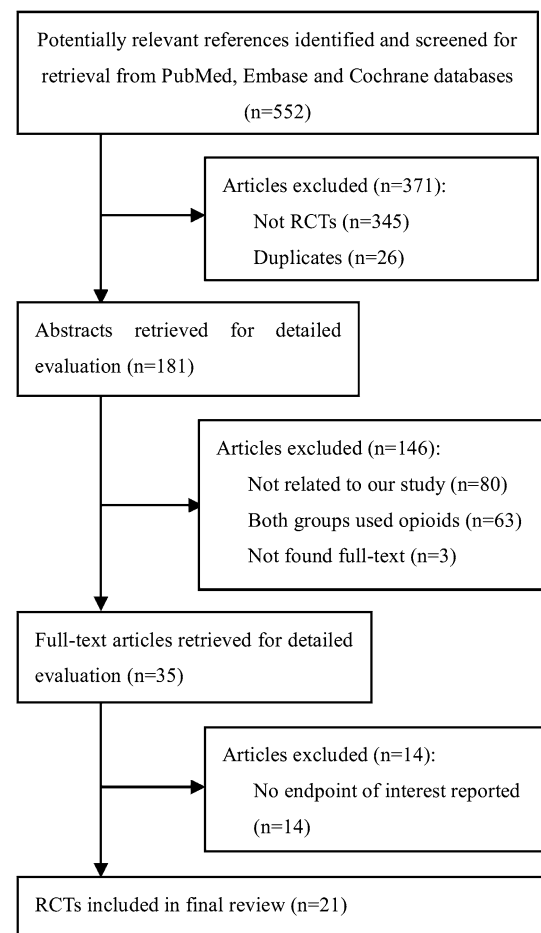 Potentially relevant references identified and screened for
retrieval from PubMed, Embase and Cochrane databases
(n=552)
Articles excluded (n=371):
Not RCTs (n=345)
Duplicates (n=26)
Abstracts retrieved for detailed
evaluation (n=181)
Articles excluded (n=146):
Not related to our study (n=80)
Both groups used opioids (n=63)
Not found full-text (n=3)
Full-text articles retrieved for detailed
evaluation (n=35)
Articles excluded (n=14):
No endpoint of interest reported
(n=14)
RCTs included in final review (n=21)